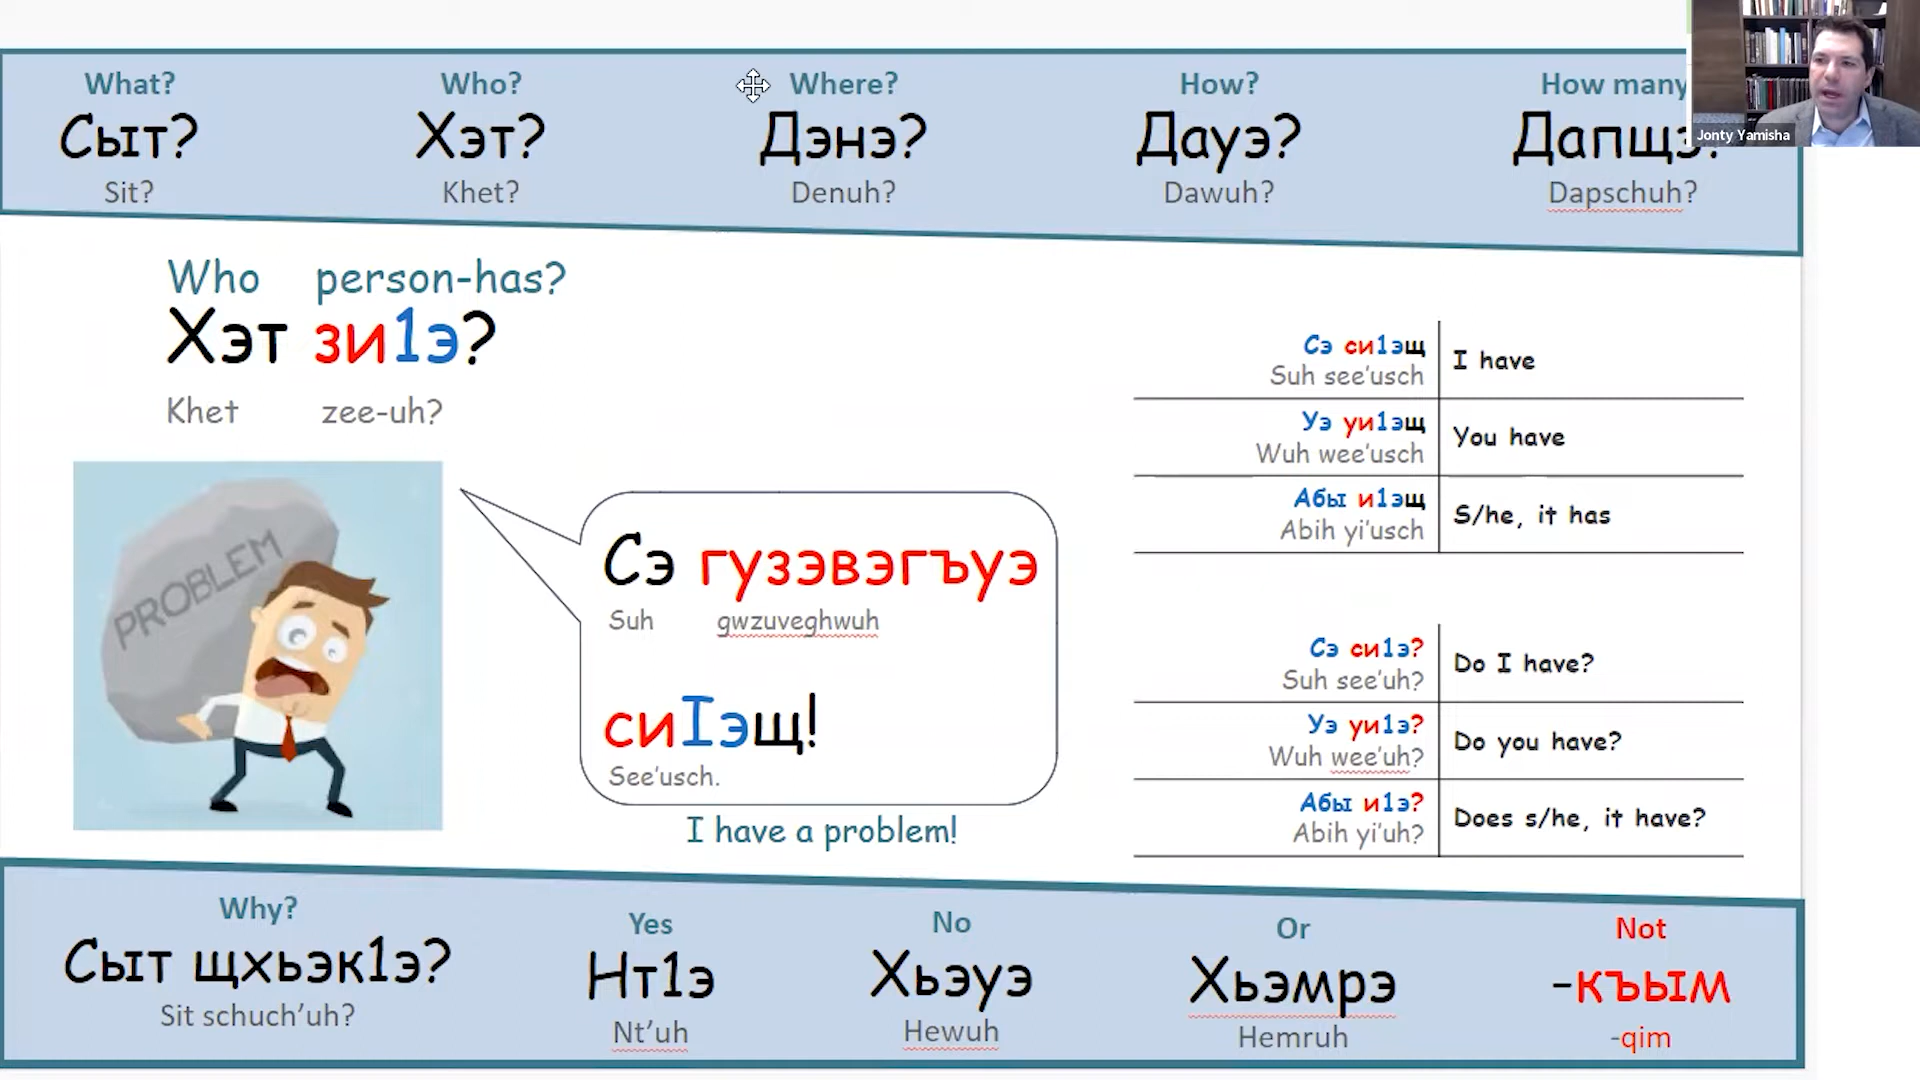 What? Who? Where? How? How many
Сыт? Хэт? Дэнэ? Дауэ? Дапщэ?
Sit? Khet? Denuh? Dawuh? Dapschuh?
Jonty Yamisha
Who person-has?
Хэт зи1э?
Khet zee-uh?
PROBLEM
Сэ гузэвэгъуэ
Suh gwzuveghwuh
сиӀэщ!
See'usch.
I have a problem!
Сэ си1эщ I have
Suh see'usch
Уэ уи1эщ You have
Wuh wee'usch
Абы и1эщ S/he, it has
Abih yi'usch
Сэ си1э? Do I have?
Suh see'uh?
Уэ уи1э? Do you have?
Wuh wee'uh?
Абы и1э? Does s/he, it have?
Abih yi'uh?
Why? Yes No Or Not
Сыт щхьэк1э? Нт1э Хьэуэ Хьэмрэ -къым
Sit schuch'uh? Nt'uh Hewuh Hemruh -qim